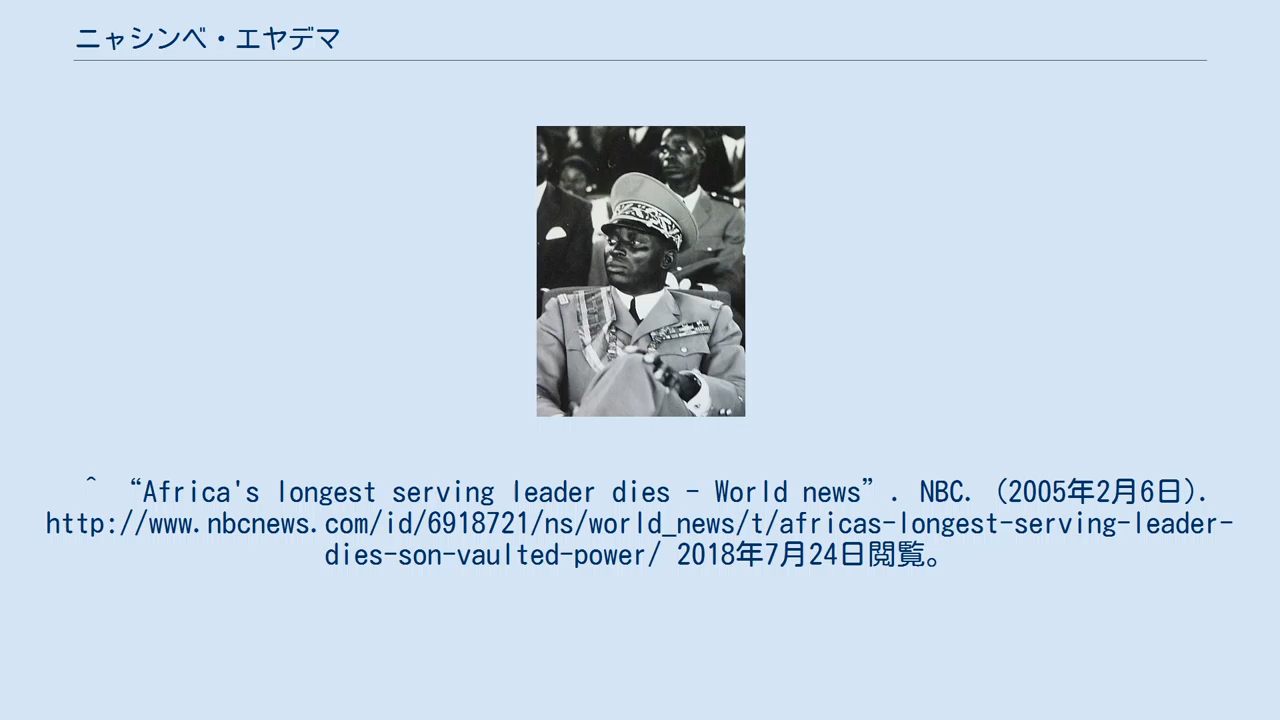 ニャシンベ・エヤデマ
^ “Africa's longest serving leader dies - World news”. NBC. (2005年2月6日).
http://www.nbcnews.com/id/6918721/ns/world_news/t/africas-longest-serving-leader-
dies-son-vaulted-power/ 2018年7月24日閲覧。